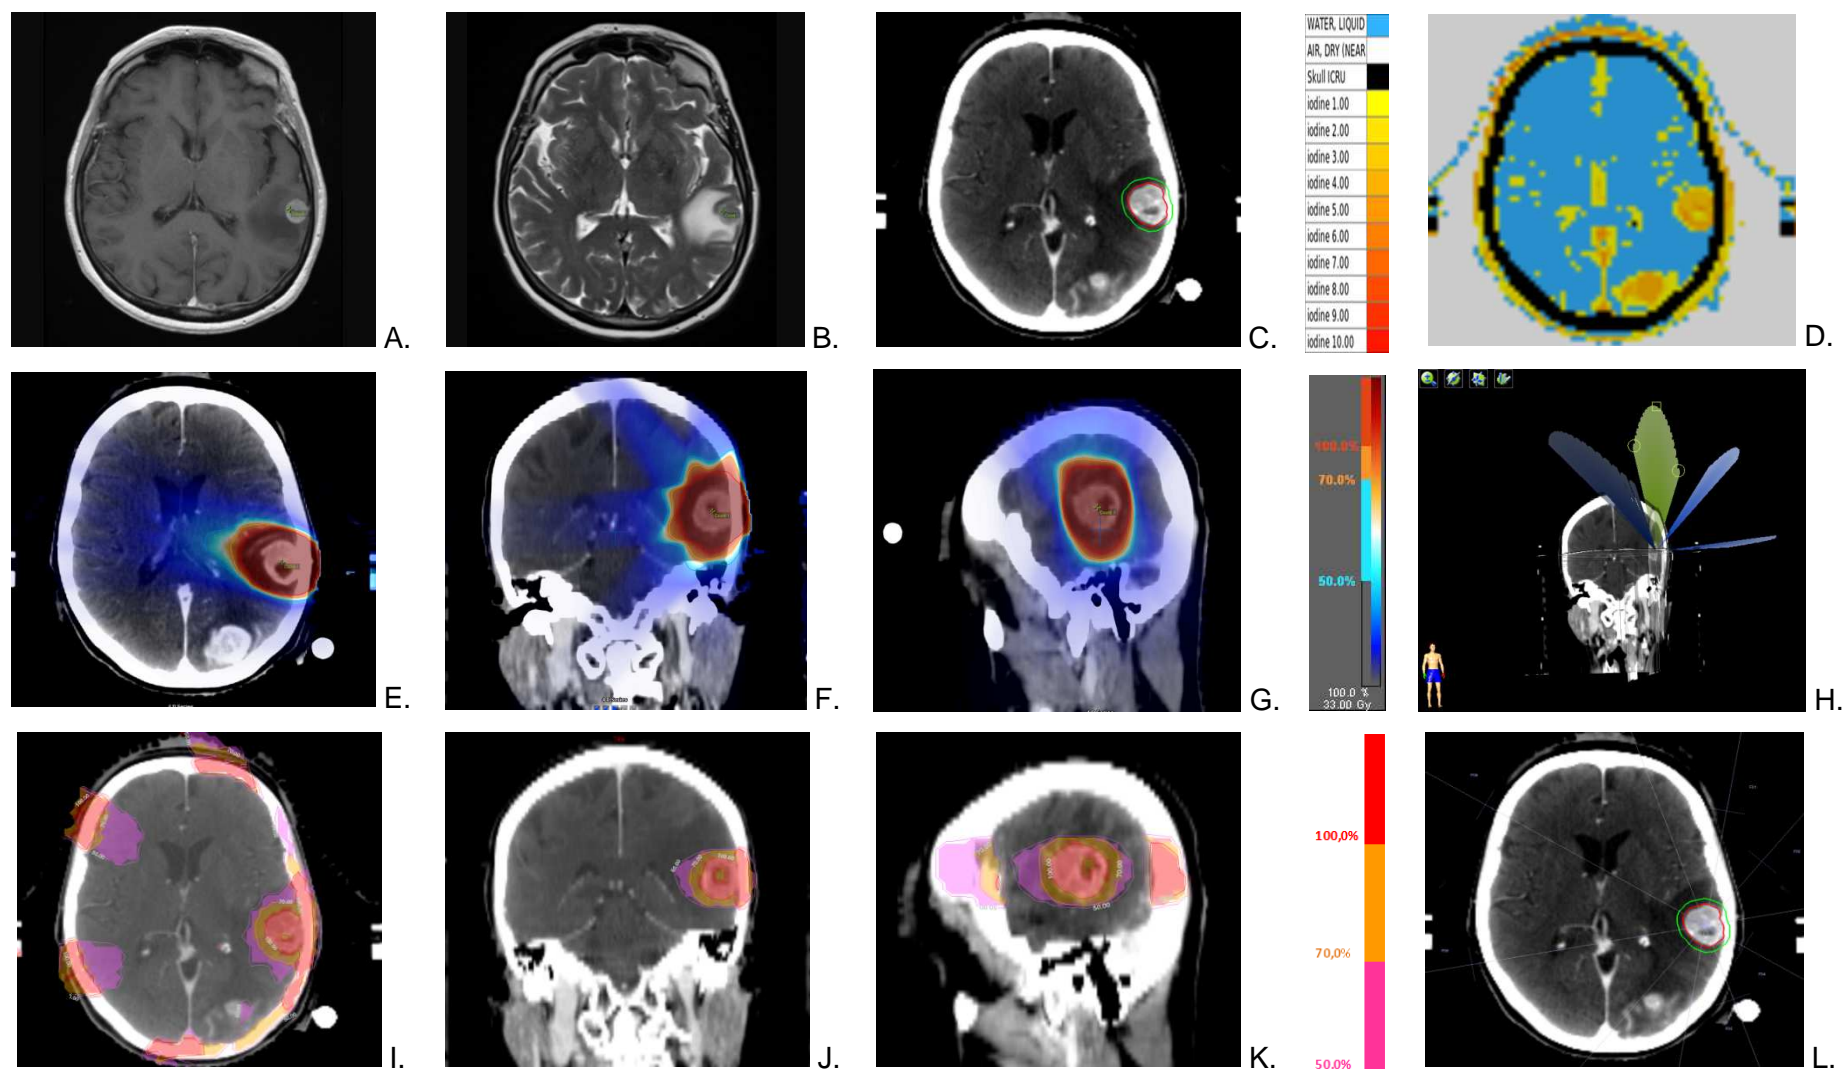 A.
B.
C.
WATER, LIQUID
AIR, DRY (NEAR
Skull ICRU
iodine 1.00
iodine 2.00
iodine 3.00
iodine 4.00
iodine 5.00
iodine 6.00
iodine 7.00
iodine 8.00
iodine 9.00
iodine 10.00
D.
E.
F.
G.
100.0%
70.0%
50.0%
100.0 %
33.00 Gy
H.
I.
J.
K.
100,0%
70,0%
50.0%
L.